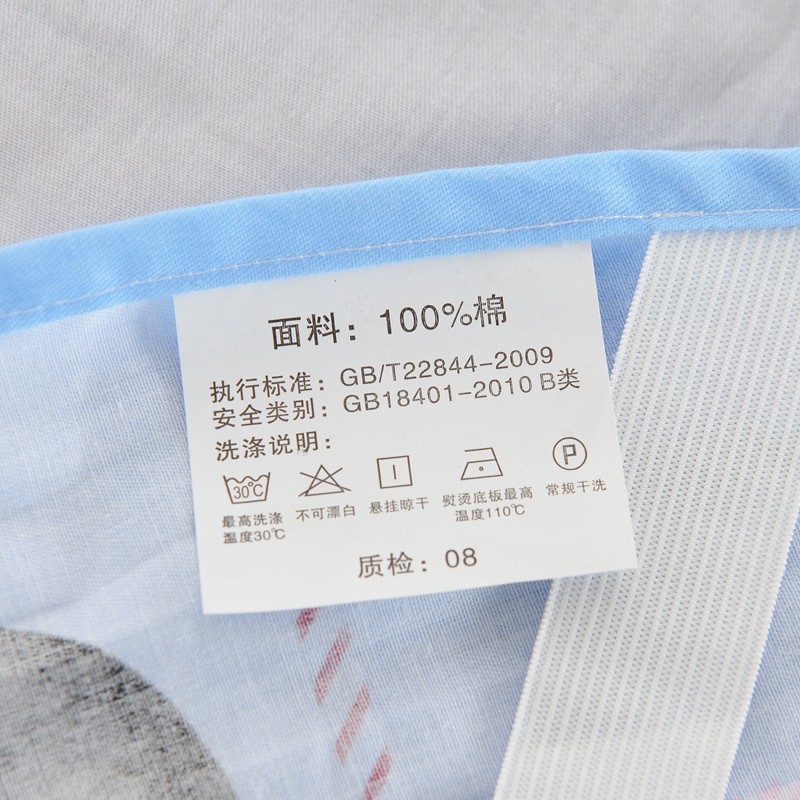 面料：100%棉
执行标准：GB/T22844-2009
安全类别：GB18401-2010 B类
洗涤说明：
30℃
P
最高洗涤 不可漂白 悬挂晾干 熨烫底板最高 常规干洗
温度30℃ 温度110℃
质检：08